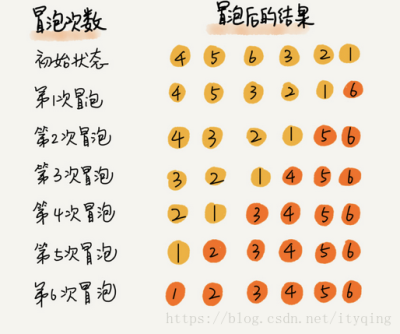 冒泡次数 冒泡后的结果
初始状态 4 5 6 3 2 1
第1次冒泡 4 5 3 2 1 6
第2次冒泡 4 3 2 1 5 6
第3次冒泡 3 2 1 4 5 6
第4次冒泡 2 1 3 4 5 6
第5次冒泡 1 2 3 4 5 6
第6次冒泡 1 2 3 4 5 6
https://blog.csdn.net/ityqing